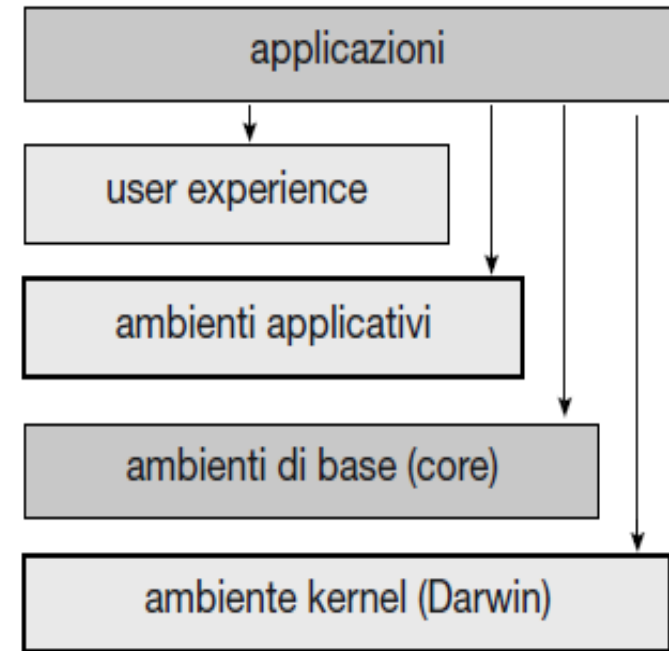 applicazioni
user experience
ambienti applicativi
ambienti di base (core)
ambiente kernel (Darwin)